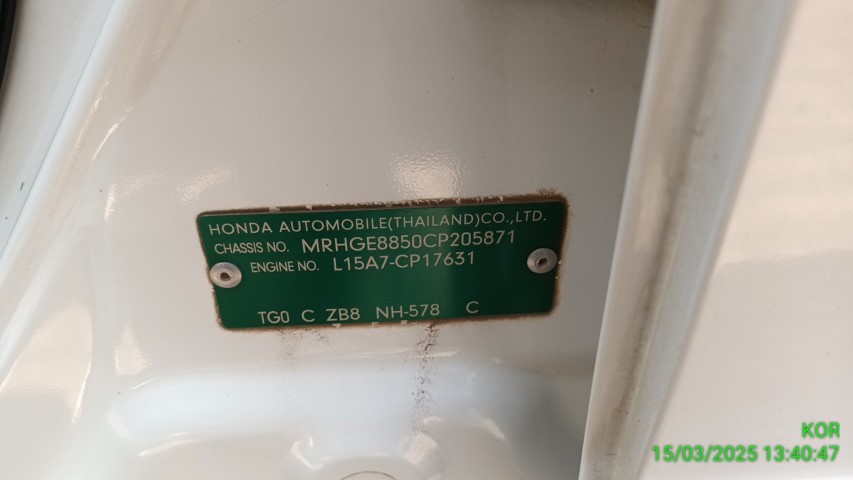 HONDA AUTOMOBILE(THAILAND)CO.,LTD.
CHASSIS NO. MRHGE8850CP205871
ENGINE NO. L15A7-CP17631
TG0 C ZB8 NH-578 C
KOR
15/03/2025 13:40:47